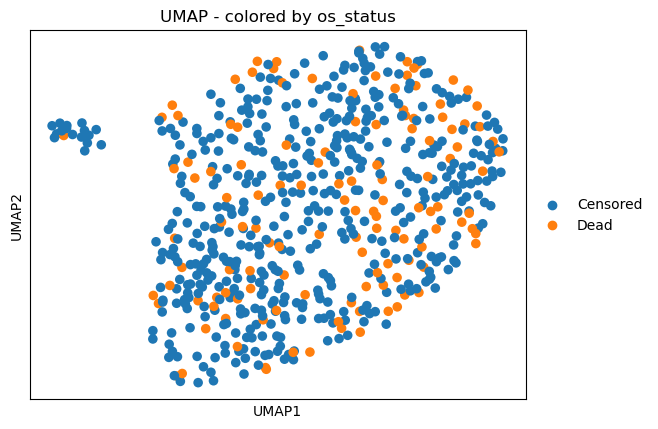 UMAP - colored by os_status
UMAP2
Censored
Dead
UMAP1